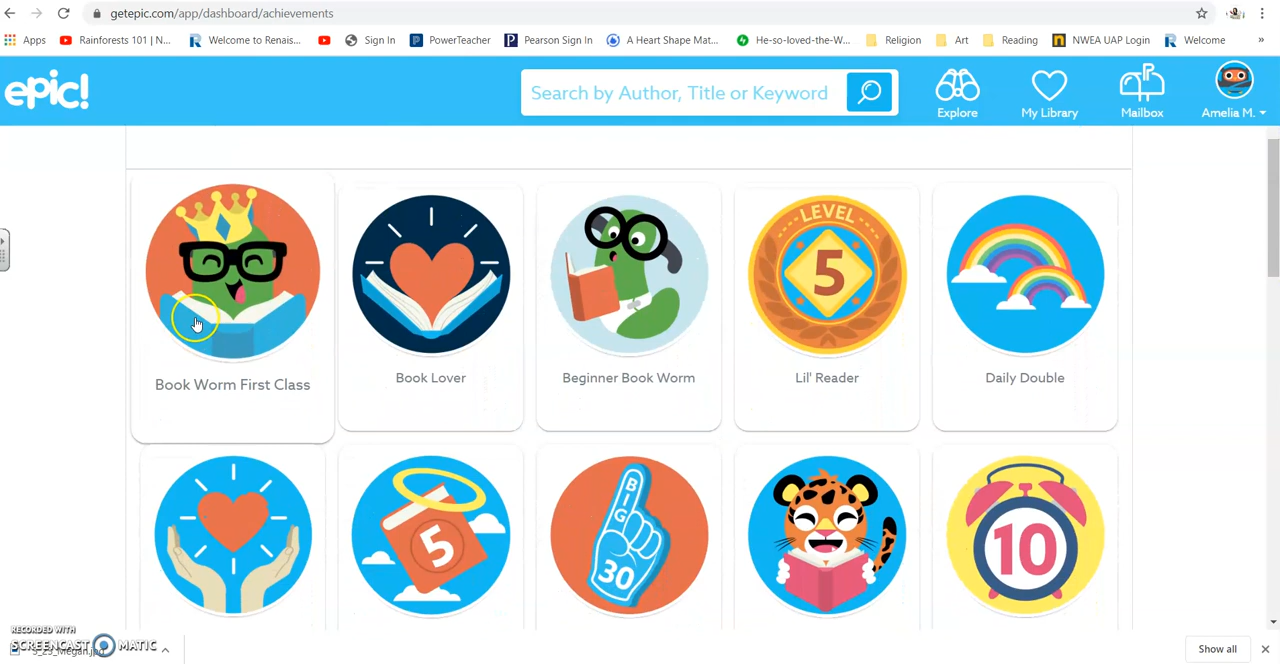 getepic.com/app/dashboard/achievements
Apps Rainforests 101 | N... Welcome to Renais... Sign In PowerTeacher Pearson Sign In A Heart Shape Mat... He-so-loved-the-W... Religion Art Reading NWEA UAP Login Welcome »
epic! Search by Author, Title or Keyword Explore My Library Mailbox Amelia M.
LEVEL
5
Book Worm First Class Book Lover Beginner Book Worm Lil' Reader Daily Double
5 BIG 30 10
RECORDED WITH
SCREENCAST MATIC
5_25_Megan.jpg Show all